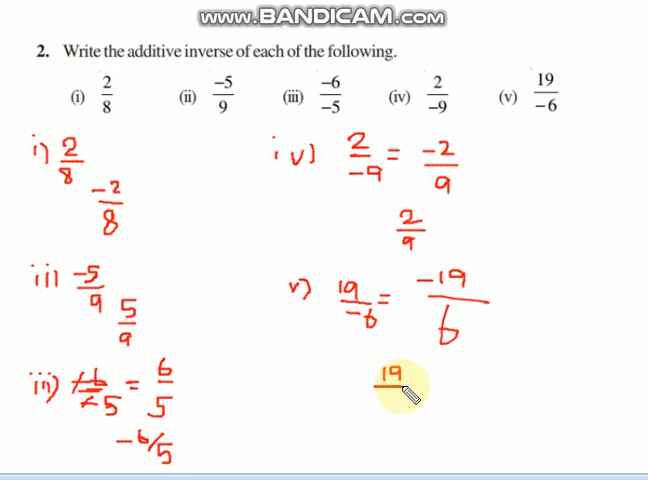 WWW.BANDICAM.COM
2. Write the additive inverse of each of the following.
(i) 2/8 (ii) -5/9 (iii) -6/-5 (iv) 2/-9 (v) 19/-6
i) 2/8
-2/8
iii) -5/9
5/9
iii) -6/-5 = 6/5
-6/5
iv) 2/-9 = -2/9
2/9
v) 19/-6 = -19/6
19